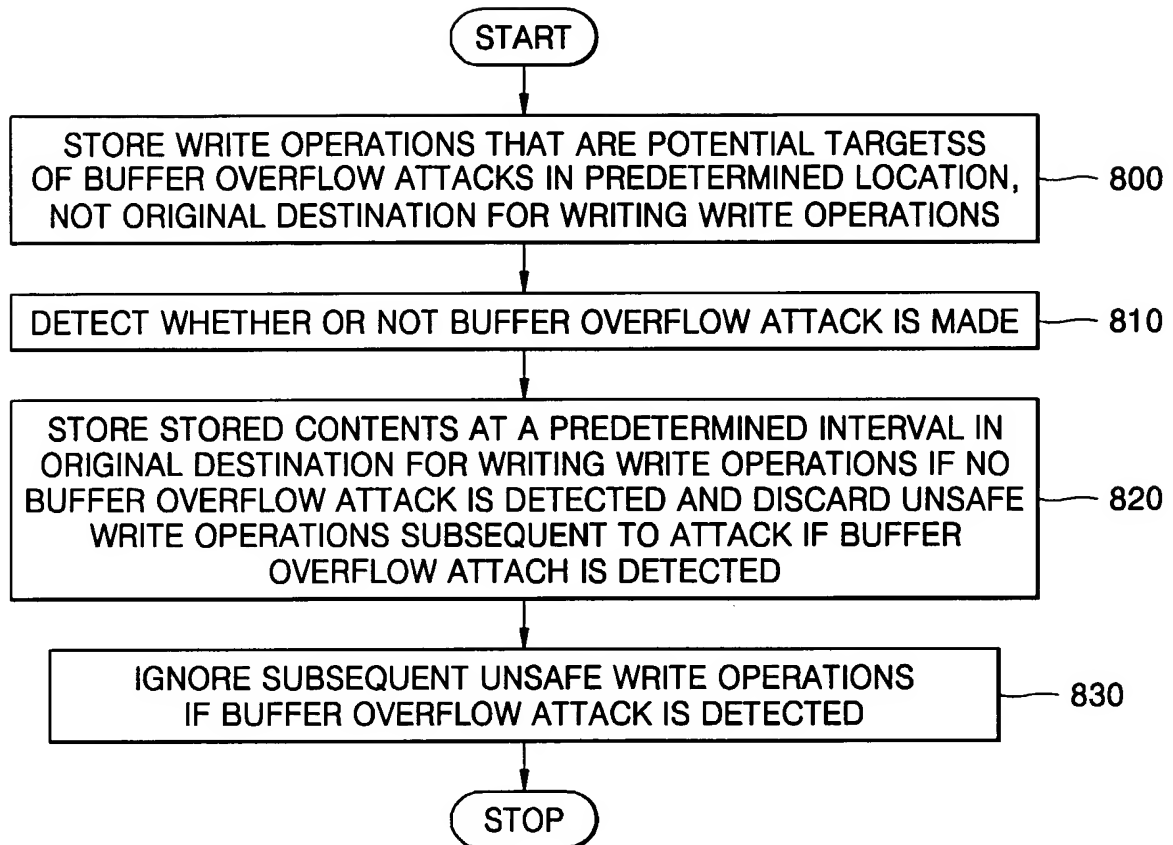 START
STORE WRITE OPERATIONS THAT ARE POTENTIAL TARGETSS
OF BUFFER OVERFLOW ATTACKS IN PREDETERMINED LOCATION,
NOT ORIGINAL DESTINATION FOR WRITING WRITE OPERATIONS
800
DETECT WHETHER OR NOT BUFFER OVERFLOW ATTACK IS MADE
810
STORE STORED CONTENTS AT A PREDETERMINED INTERVAL IN
ORIGINAL DESTINATION FOR WRITING WRITE OPERATIONS IF NO
BUFFER OVERFLOW ATTACK IS DETECTED AND DISCARD UNSAFE
WRITE OPERATIONS SUBSEQUENT TO ATTACK IF BUFFER
OVERFLOW ATTACH IS DETECTED
820
IGNORE SUBSEQUENT UNSAFE WRITE OPERATIONS
IF BUFFER OVERFLOW ATTACK IS DETECTED
830
STOP